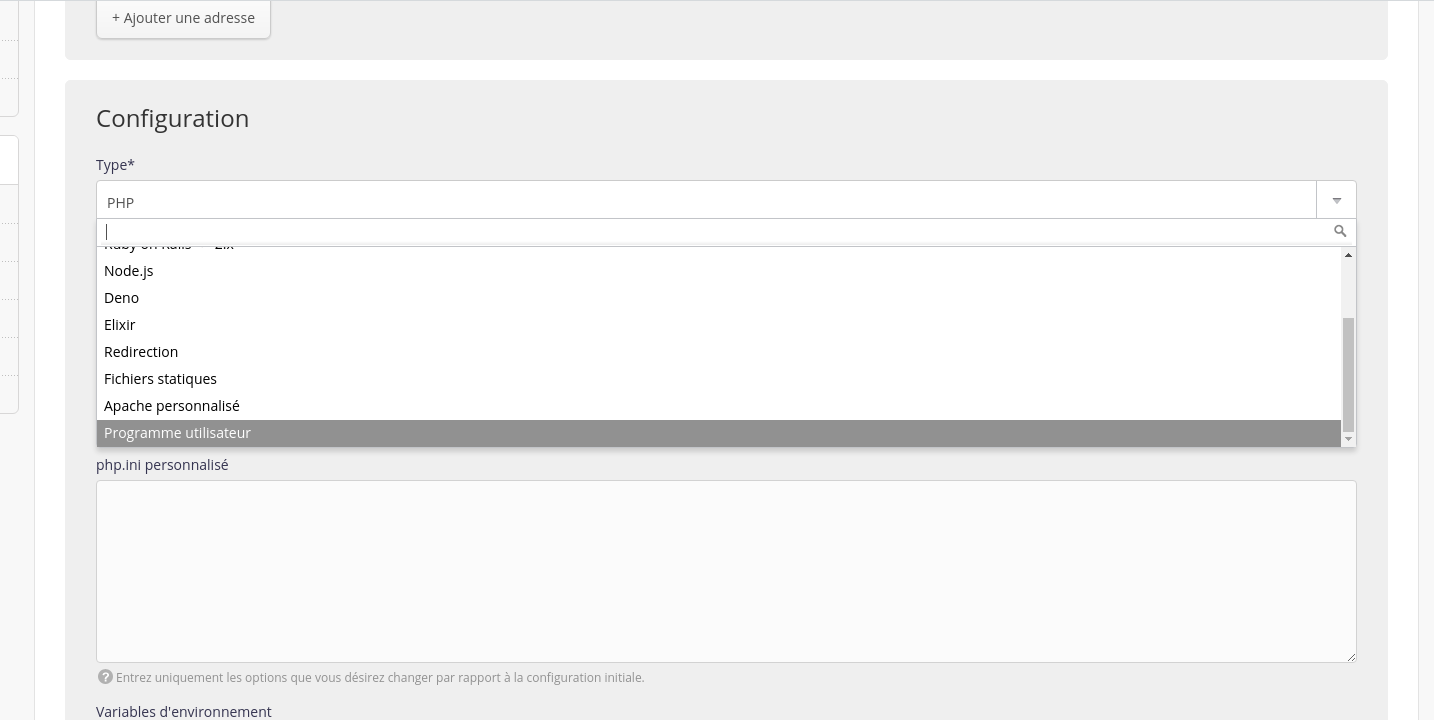 + Ajouter une adresse
Configuration
Type*
PHP
Node.js
Deno
Elixir
Redirection
Fichiers statiques
Apache personnalisé
Programme utilisateur
php.ini personnalisé
Entrez uniquement les options que vous désirez changer par rapport à la configuration initiale.
Variables d'environnement